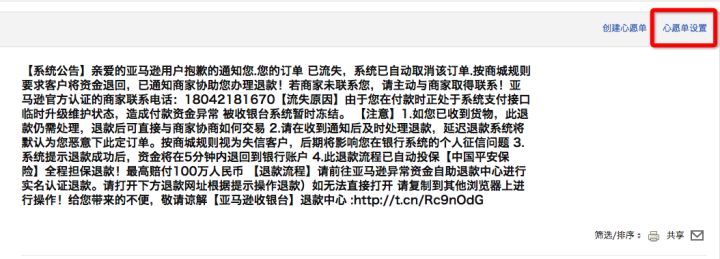 创建心愿单 心愿单设置
【系统公告】亲爱的亚马逊用户抱歉的通知您.您的订单 已流失，系统已自动取消该订单.按商城规则
要求客户将资金退回，已通知商家协助您办理退款！若商家未联系您，请主动与商家取得联系！亚
马逊官方认证的商家联系电话：18042181670【流失原因】由于您在付款时正处于系统支付接口
临时升级维护状态，造成付款资金异常 被收银台系统暂时冻结。 【注意】1.如您已收到货物，此退
款仍需处理，退款后可直接与商家协商如何交易 2.请在收到通知后及时处理退款，延迟退款系统将
默认为您恶意下此定订单。按商城规则视为失信客户，后期将影响您在银行系统的个人征信问题 3.
系统提示退款成功后，资金将在5分钟内退回到银行账户 4.此退款流程已自动投保【中国平安保
险】全程担保退款！最高赔付100万人民币 【退款流程】请前往亚马逊异常资金自助退款中心进行
实名认证退款。请打开下方退款网址根据提示操作退款）如无法直接打开 请复制到其他浏览器上进
行操作！给您带来的不便，敬请谅解【亚马逊收银台】退款中心 :http://t.cn/Rc9nOdG
筛选/排序： 共享